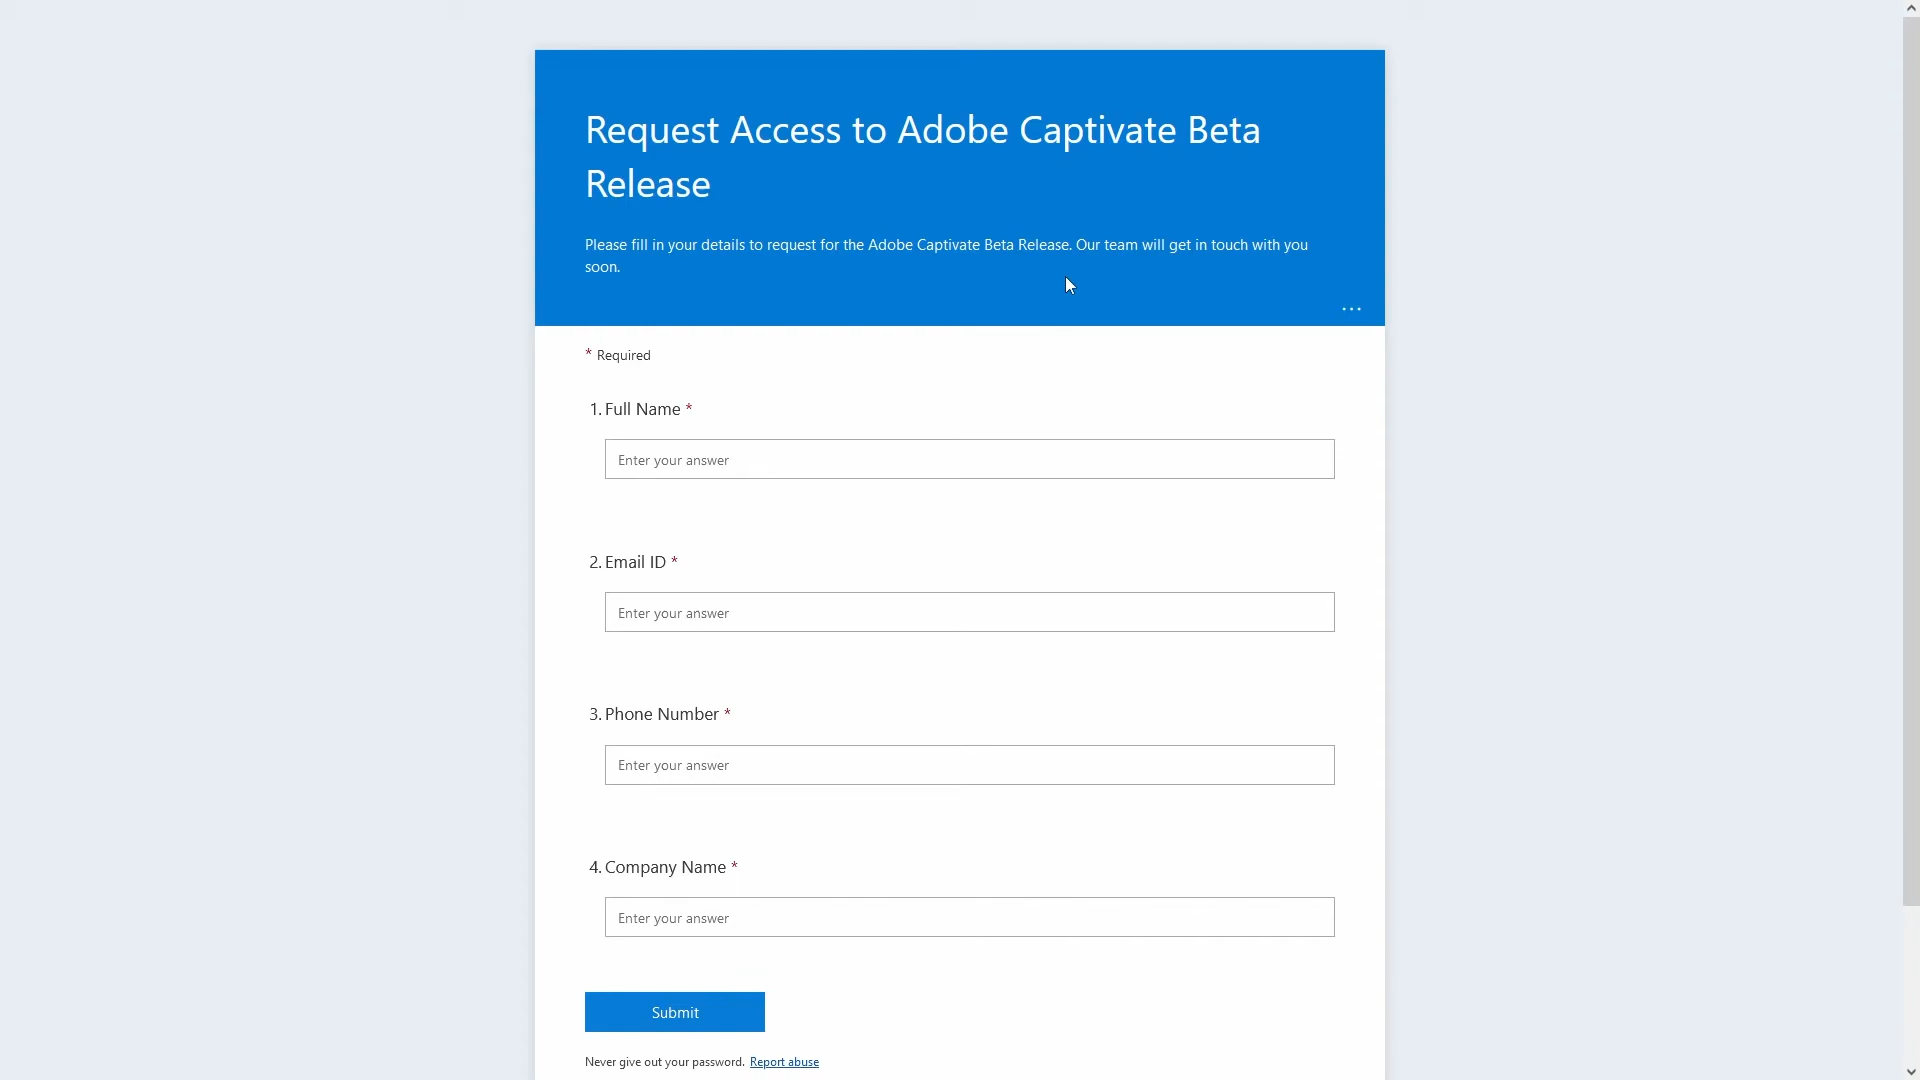 Request Access to Adobe Captivate Beta
Release
Please fill in your details to request for the Adobe Captivate Beta Release. Our team will get in touch with you
soon.
...
* Required
1. Full Name *
Enter your answer
2. Email ID *
Enter your answer
3. Phone Number *
Enter your answer
4. Company Name *
Enter your answer
Submit
Never give out your password. Report abuse